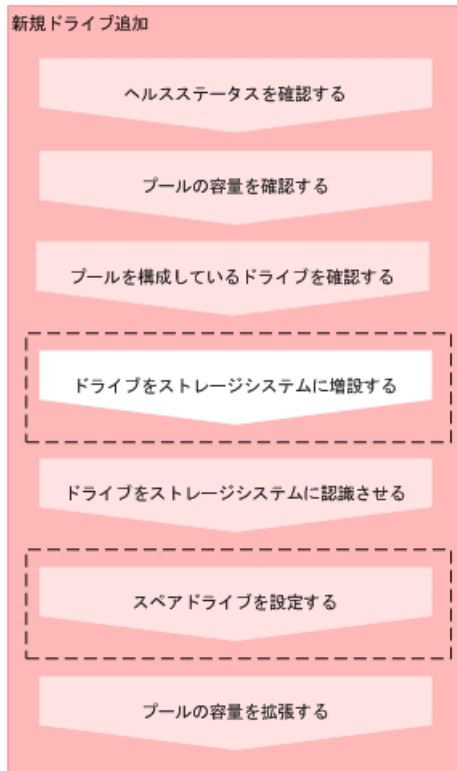 新規ドライブ追加
ヘルスステータスを確認する
プールの容量を確認する
プールを構成しているドライブを確認する
ドライブをストレージシステムに増設する
ドライブをストレージシステムに認識させる
スペアドライブを設定する
プールの容量を拡張する